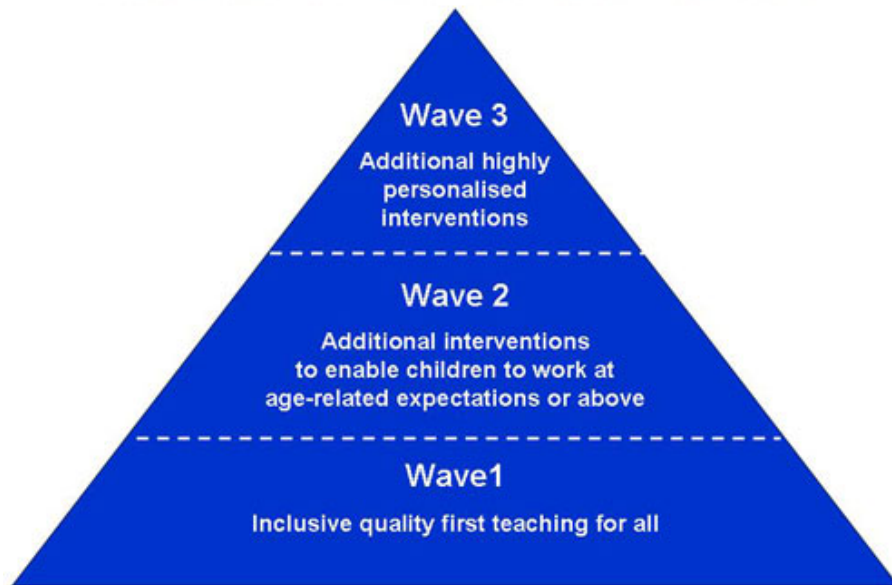 Wave 3
Additional highly
personalised
interventions
Wave 2
Additional interventions
to enable children to work at
age-related expectations or above
Wave1
Inclusive quality first teaching for all